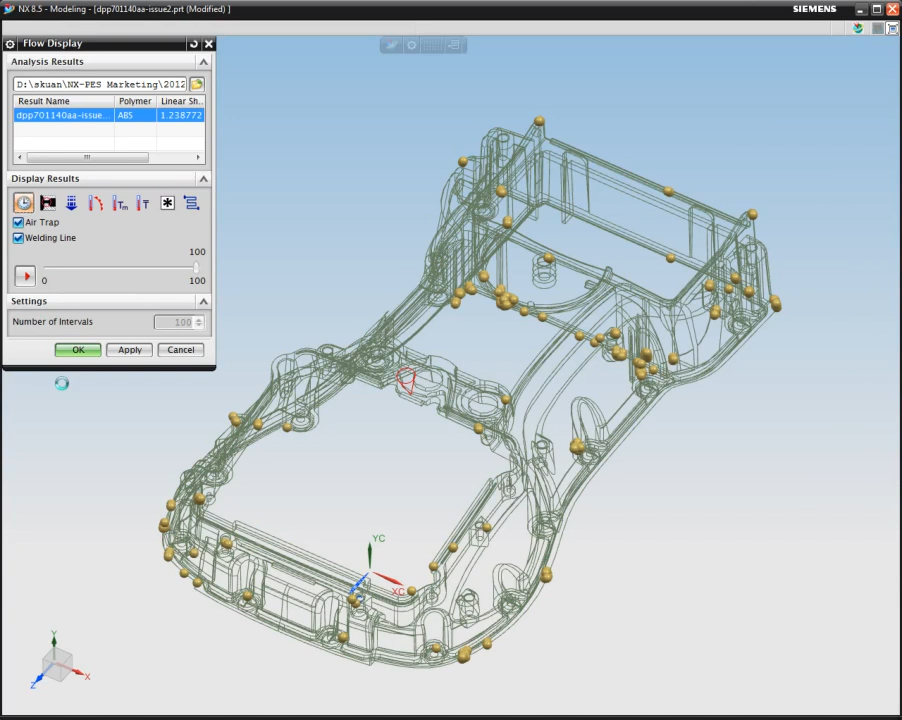 NX 8.5 - Modeling - [dpp701140aa-issue2.prt (Modified) ]
SIEMENS
Flow Display
Analysis Results
D:\skuan\NX-PES Marketing\2012
Result Name Polymer Linear Sh..
dpp701140aa-issue... ABS 1.238772
Display Results
Tm T
Air Trap
Welding Line
100
0 100
Settings
Number of Intervals 100
OK Apply Cancel
YC
XC
Y
X
Z